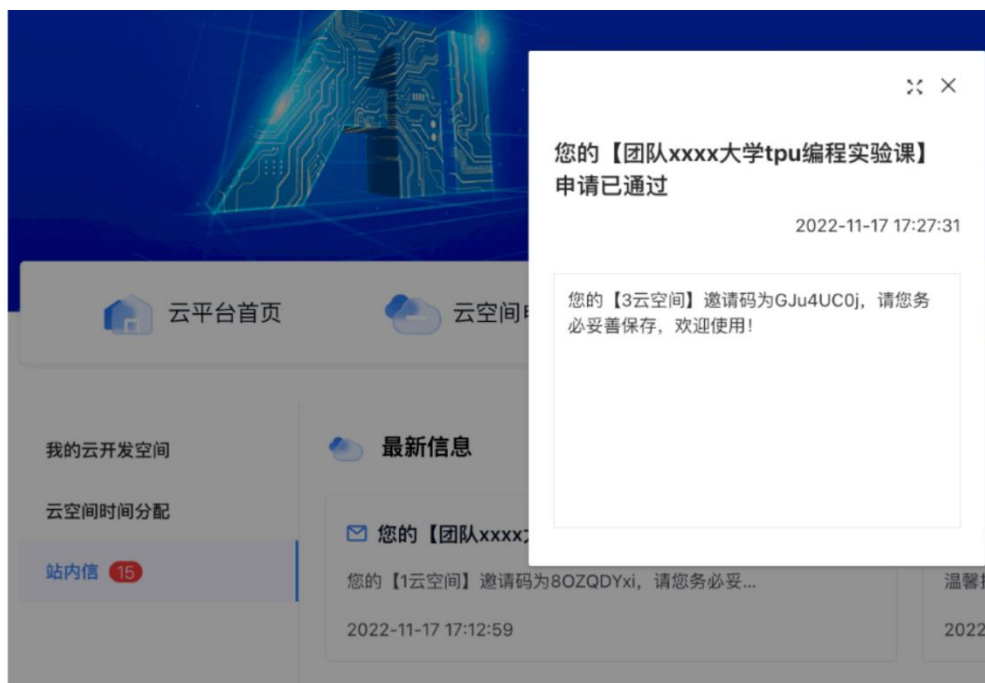 AI
您的【团队xxxx大学tpu编程实验课】
申请已通过
2022-11-17 17:27:31
您的【3云空间】邀请码为GJu4UC0j，请您务
必妥善保存，欢迎使用！
云平台首页
云空间
我的云开发空间
云空间时间分配
站内信 15
最新信息
您的【团队xxxx
您的【1云空间】邀请码为8OZQDYxi，请您务必妥...
2022-11-17 17:12:59
温馨
2022